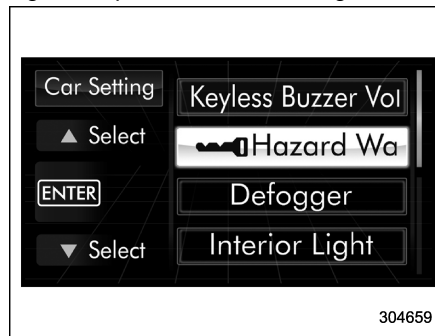 Car Setting
▲ Select
ENTER
▼ Select
Keyless Buzzer Vol
Hazard Wa
Defogger
Interior Light
304659